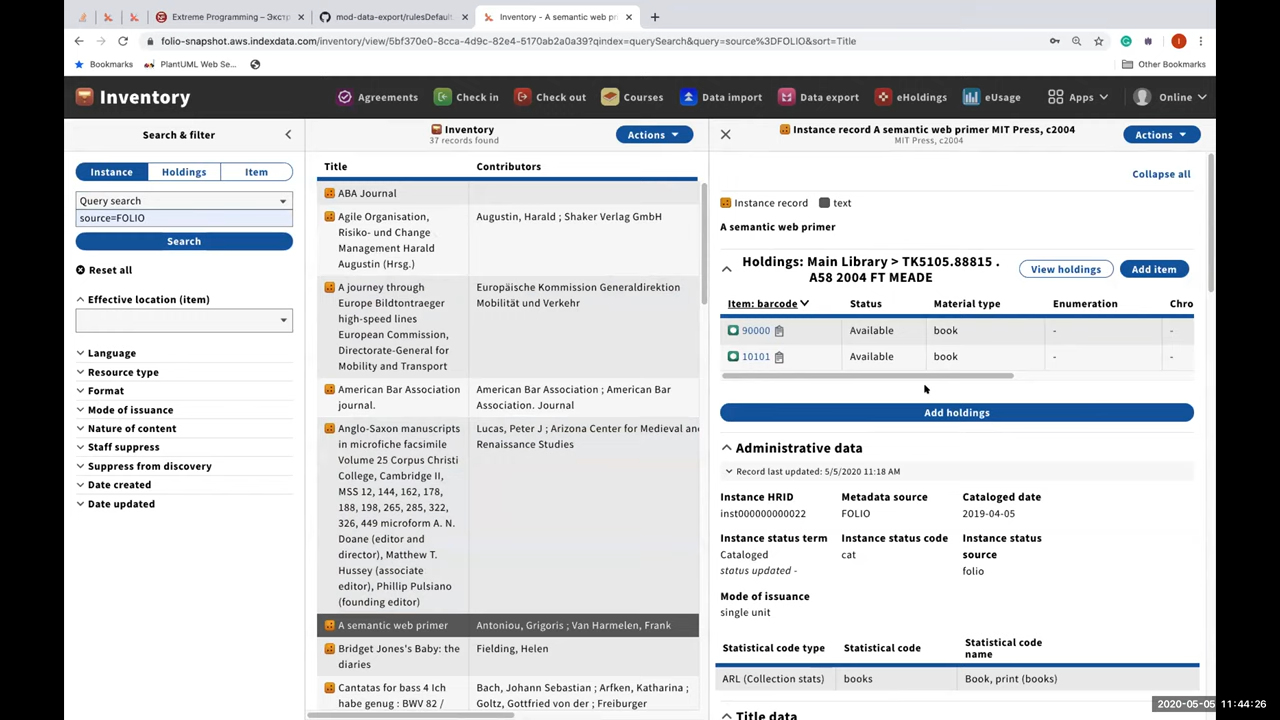 Extreme Programming – Экст
mod-data-export/rulesDefault
Inventory - A semantic web pri
folio-snapshot.aws.indexdata.org/inventory/view/5bf370e0-8cca-4d9c-82e4-5170ab2a0a39?qindex=querySearch&query=source%3DFOLIO&sort=Title
I
Bookmarks
PlantUML Web Se...
Other Bookmarks
Inventory
Agreements
Check in
Check out
Courses
Data import
Data export
eHoldings
eUsage
Apps
Online
Search & filter
Instance
Holdings
Item
Query search
source=FOLIO
Search
Reset all
Effective location (item)
Language
Resource type
Format
Mode of issuance
Nature of content
Staff suppress
Suppress from discovery
Date created
Date updated
Inventory
37 records found
Actions
Title
Contributors
ABA Journal
Agile Organisation,
Risiko- und Change
Management Harald
Augustin (Hrsg.)
Augustin, Harald ; Shaker Verlag GmbH
A journey through
Europe Bildtontraeger
high-speed lines
European Commission,
Directorate-General for
Mobility and Transport
Europäische Kommission Generaldirektion
Mobilität und Verkehr
American Bar Association
journal.
American Bar Association ; American Bar
Association. Journal
Anglo-Saxon manuscripts
in microfiche facsimile
Volume 25 Corpus Christi
College, Cambridge II,
MSS 12, 144, 162, 178,
188, 198, 265, 285, 322,
326, 449 microform A. N.
Doane (editor and
director), Matthew T.
Hussey (associate
editor), Phillip Pulsiano
(founding editor)
Lucas, Peter J ; Arizona Center for Medieval and
Renaissance Studies
A semantic web primer
Antoniou, Grigoris ; Van Harmelen, Frank
Bridget Jones's Baby: the
diaries
Fielding, Helen
Cantatas for bass 4 Ich
habe genug : BWV 82 /
Bach, Johann Sebastian ; Arfken, Katharina ;
Goltz, Gottfried von der ; Freiburger
Instance record A semantic web primer MIT Press, c2004
MIT Press, c2004
Actions
Collapse all
Instance record
text
A semantic web primer
Holdings: Main Library > TK5105.88815 .
A58 2004 FT MEADE
View holdings
Add item
Item: barcode
Status
Material type
Enumeration
Chro
90000
Available
book
-
-
10101
Available
book
-
-
Add holdings
Administrative data
Record last updated: 5/5/2020 11:18 AM
Instance HRID
Metadata source
Cataloged date
inst000000000022
FOLIO
2019-04-05
Instance status term
Instance status code
Instance status
source
Cataloged
cat
folio
status updated -
Mode of issuance
single unit
Statistical code type
Statistical code
Statistical code
name
ARL (Collection stats)
books
Book, print (books)
Title data
2020-05-05 11:44:26